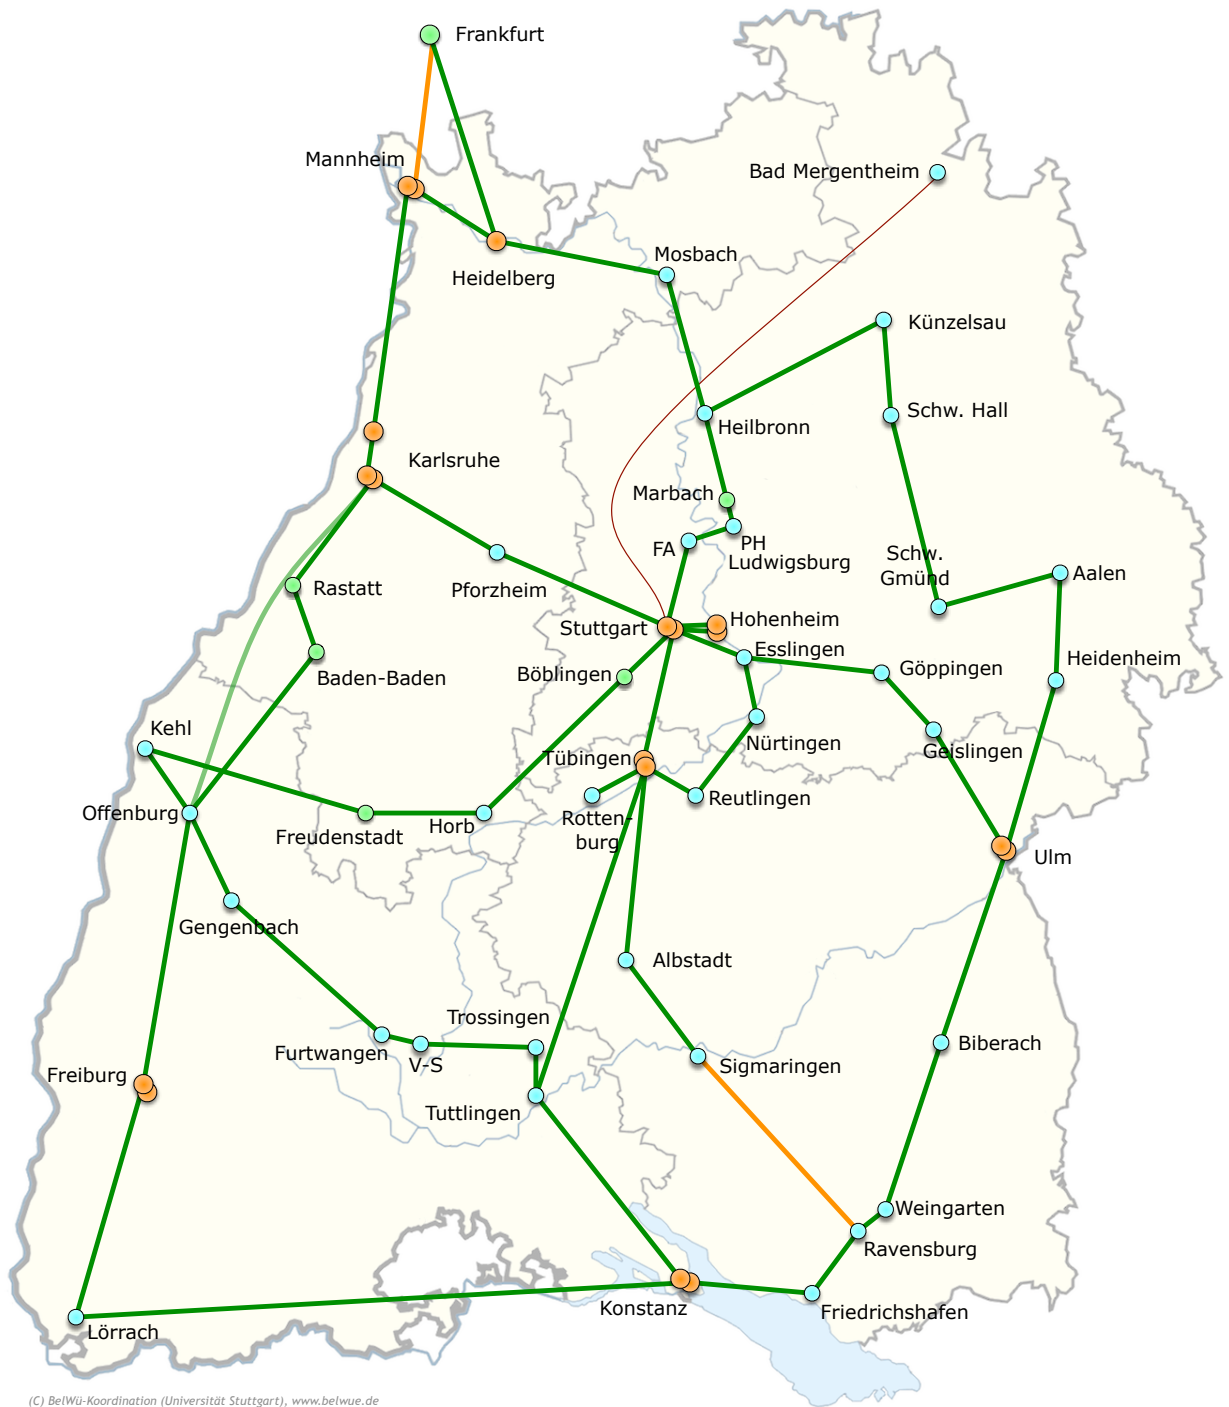 Frankfurt
Mannheim
Bad Mergentheim
Mosbach
Heidelberg
Künzelsau
Schw. Hall
Heilbronn
Karlsruhe
Marbach
PH
Ludwigsburg
FA
Schw.
Gmünd
Aalen
Rastatt
Pforzheim
Stuttgart
Hohenheim
Esslingen
Heidenheim
Göppingen
Böblingen
Baden-Baden
Kehl
Nürtingen
Geislingen
Tübingen
Reutlingen
Offenburg
Freudenstadt
Horb
Rotten-
burg
Ulm
Gengenbach
Albstadt
Trossingen
Furtwangen
V-S
Biberach
Sigmaringen
Freiburg
Tuttlingen
Weingarten
Ravensburg
Konstanz
Friedrichshafen
Lörrach
(C) BelWü-Koordination (Universität Stuttgart), www.belwue.de